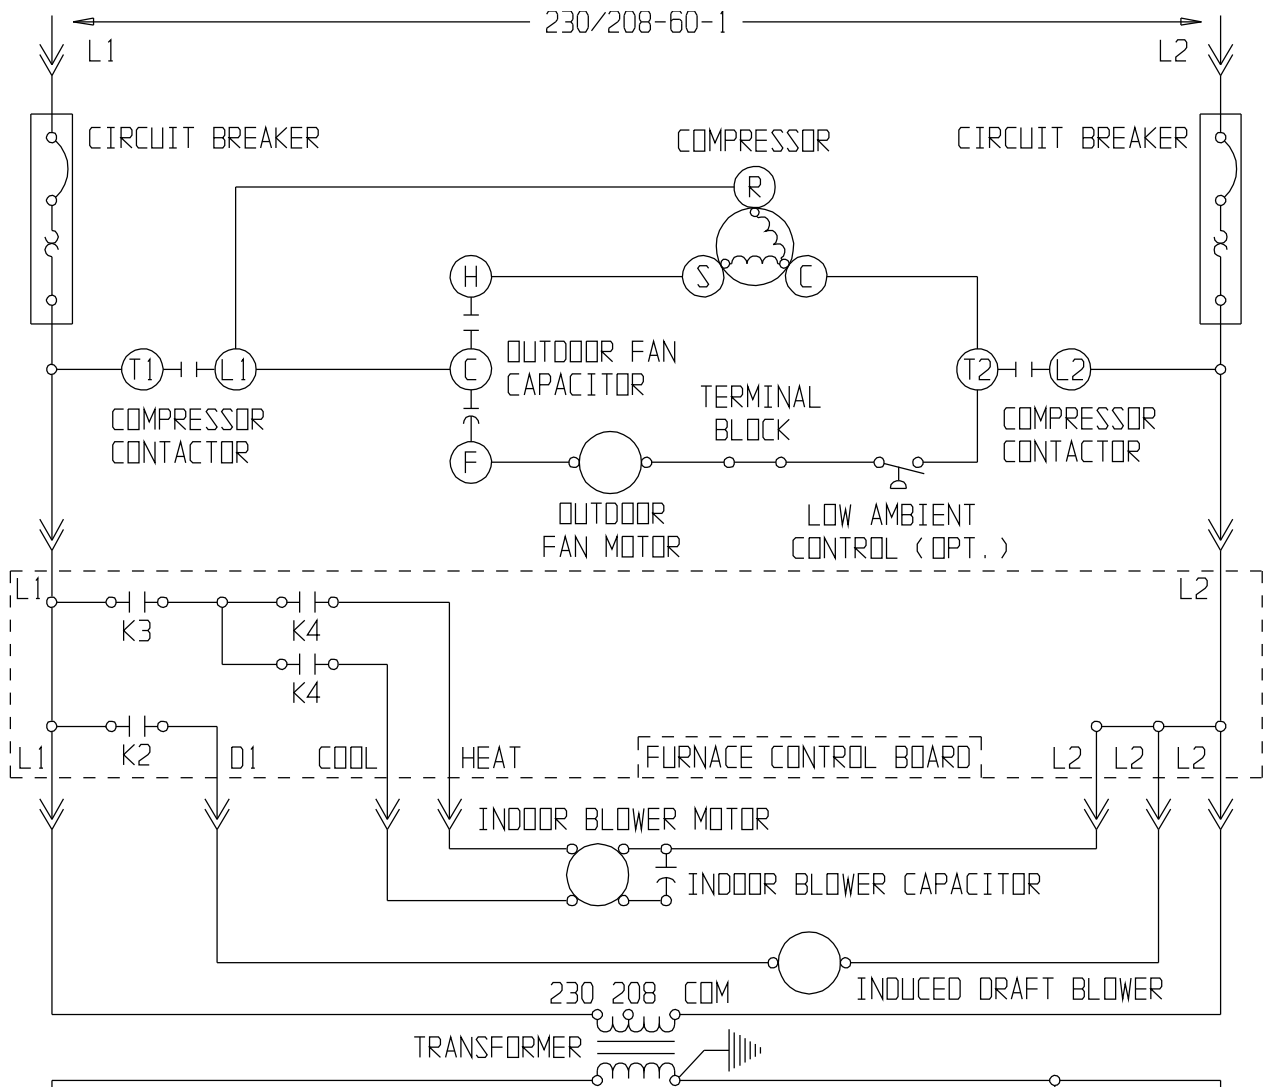 230/208-60-1
L1
L2
CIRCUIT BREAKER
COMPRESSOR
CIRCUIT BREAKER
R
H
S
C
T1
L1
C
OUTDOOR FAN
CAPACITOR
T2
L2
COMPRESSOR
CONTACTOR
TERMINAL
BLOCK
COMPRESSOR
CONTACTOR
F
OUTDOOR
FAN MOTOR
LOW AMBIENT
CONTROL (OPT.)
L1
L2
K3
K4
K4
L1
K2
D1
COOL
HEAT
FURNACE CONTROL BOARD
L2
L2
L2
INDOOR BLOWER MOTOR
INDOOR BLOWER CAPACITOR
INDUCED DRAFT BLOWER
230 208 COM
TRANSFORMER